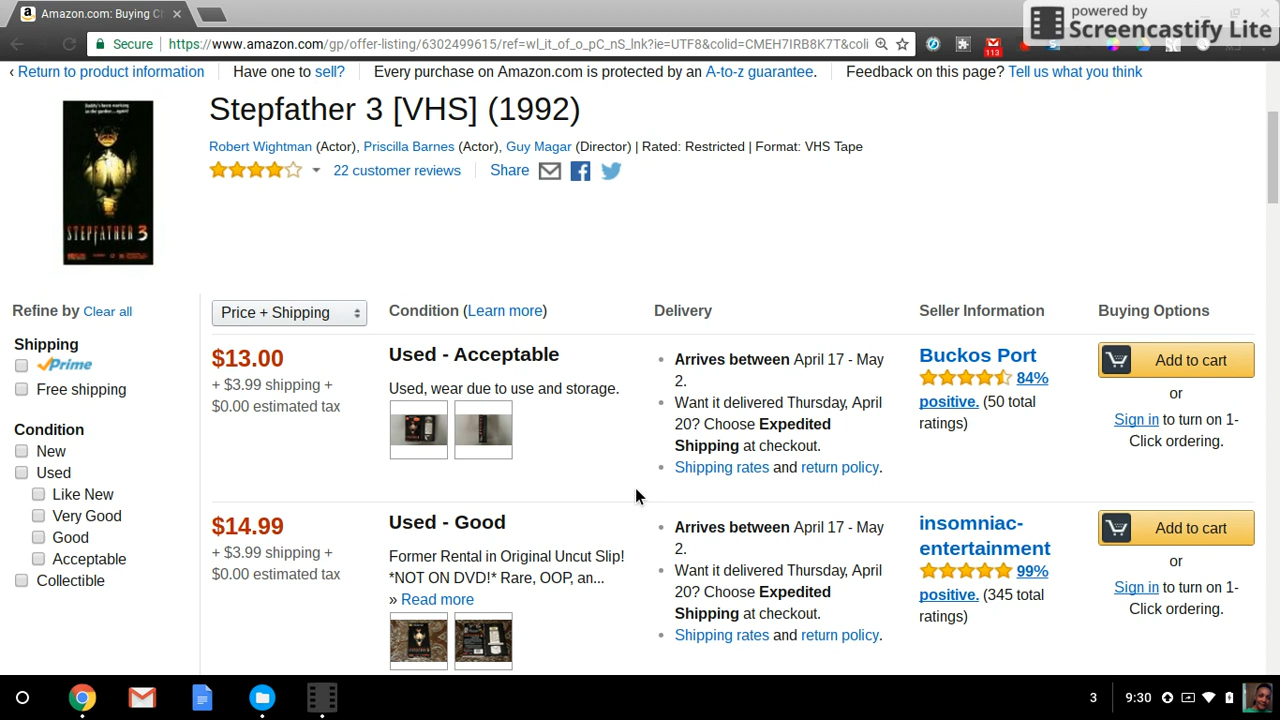 Amazon.com: Buying C
powered by
Screencastify Lite
Secure
https://www.amazon.com/gp/offer-listing/6302491615/ref=wl_it_of_o_pC_nS_lnk?ie=UTF8&colid=CMEH7IRB8K7T&coli
113
‹ Return to product information
Have one to sell?
Every purchase on Amazon.com is protected by an A-to-z guarantee.
Feedback on this page? Tell us what you think
Stepfather 3 [VHS] (1992)
Robert Wightman (Actor), Priscilla Barnes (Actor), Guy Magar (Director) | Rated: Restricted | Format: VHS Tape
22 customer reviews
Share
STEPFATHER 3
Refine by Clear all
Price + Shipping
Condition (Learn more)
Delivery
Seller Information
Buying Options
Shipping
Prime
Free shipping
Condition
New
Used
Like New
Very Good
Good
Acceptable
Collectible
$13.00
+ $3.99 shipping +
$0.00 estimated tax
Used - Acceptable
Used, wear due to use and storage.
Arrives between April 17 - May
2.
Want it delivered Thursday, April
20? Choose Expedited
Shipping at checkout.
Shipping rates and return policy.
Buckos Port
84%
positive. (50 total
ratings)
Add to cart
or
Sign in to turn on 1-
Click ordering.
$14.99
+ $3.99 shipping +
$0.00 estimated tax
Used - Good
Former Rental in Original Uncut Slip!
*NOT ON DVD!* Rare, OOP, an...
» Read more
Arrives between April 17 - May
2.
Want it delivered Thursday, April
20? Choose Expedited
Shipping at checkout.
Shipping rates and return policy.
insomniac-
entertainment
99%
positive. (345 total
ratings)
Add to cart
or
Sign in to turn on 1-
Click ordering.
3
9:30